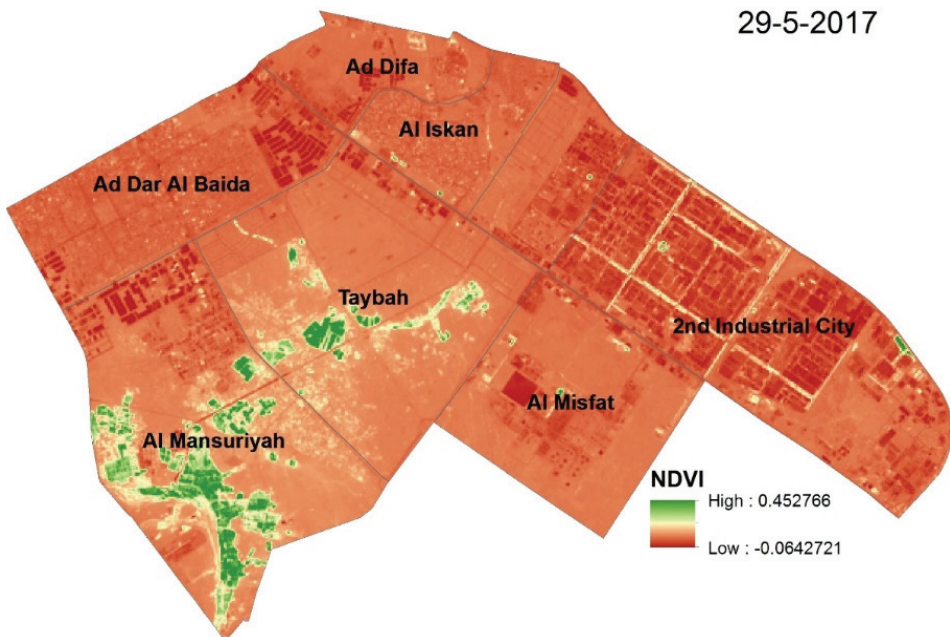 29-5-2017
Ad Difa
Al Iskan
Ad Dar Al Baida
Taybah
2nd Industrial City
Al Misfat
Al Mansuriyah
NDVI
High : 0.452766
Low : -0.0642721